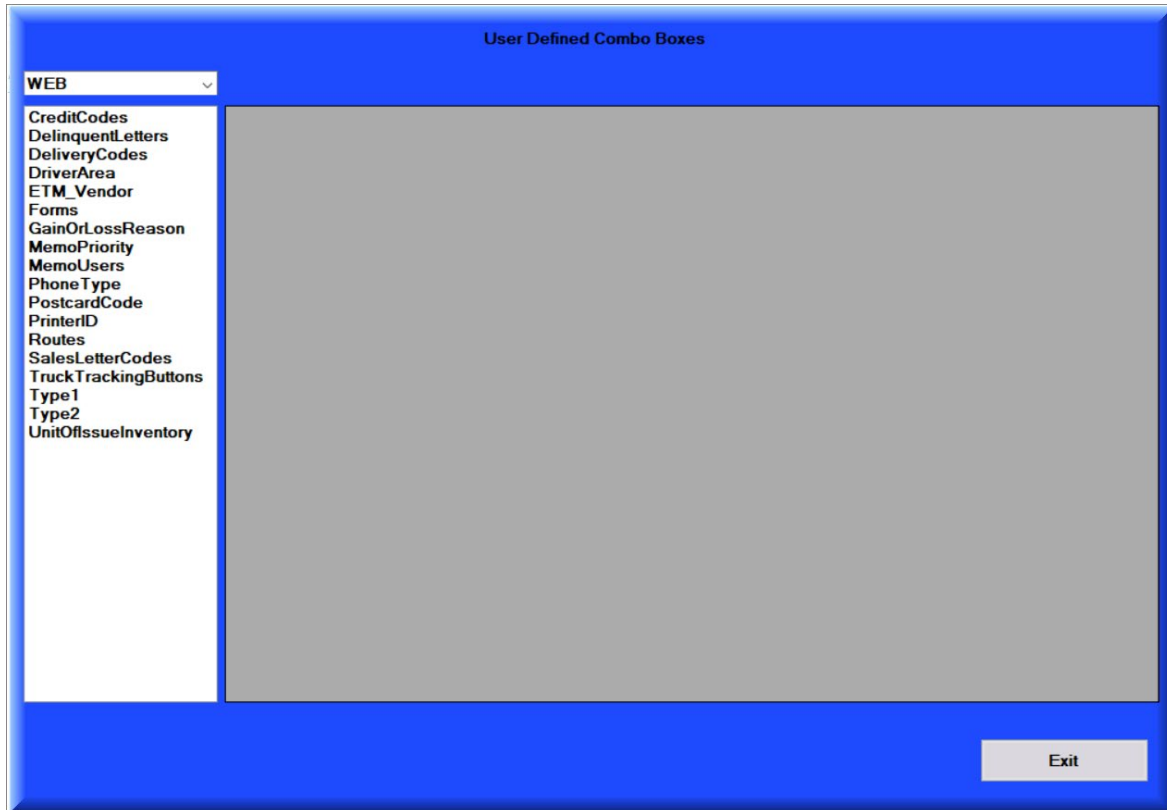 User Defined Combo Boxes
WEB
CreditCodes
DelinquentLetters
DeliveryCodes
DriverArea
ETM_Vendor
Forms
GainOrLossReason
MemoPriority
MemoUsers
PhoneType
PostcardCode
PrinterID
Routes
SalesLetterCodes
TruckTrackingButtons
Type1
Type2
UnitOfIssueInventory
Exit